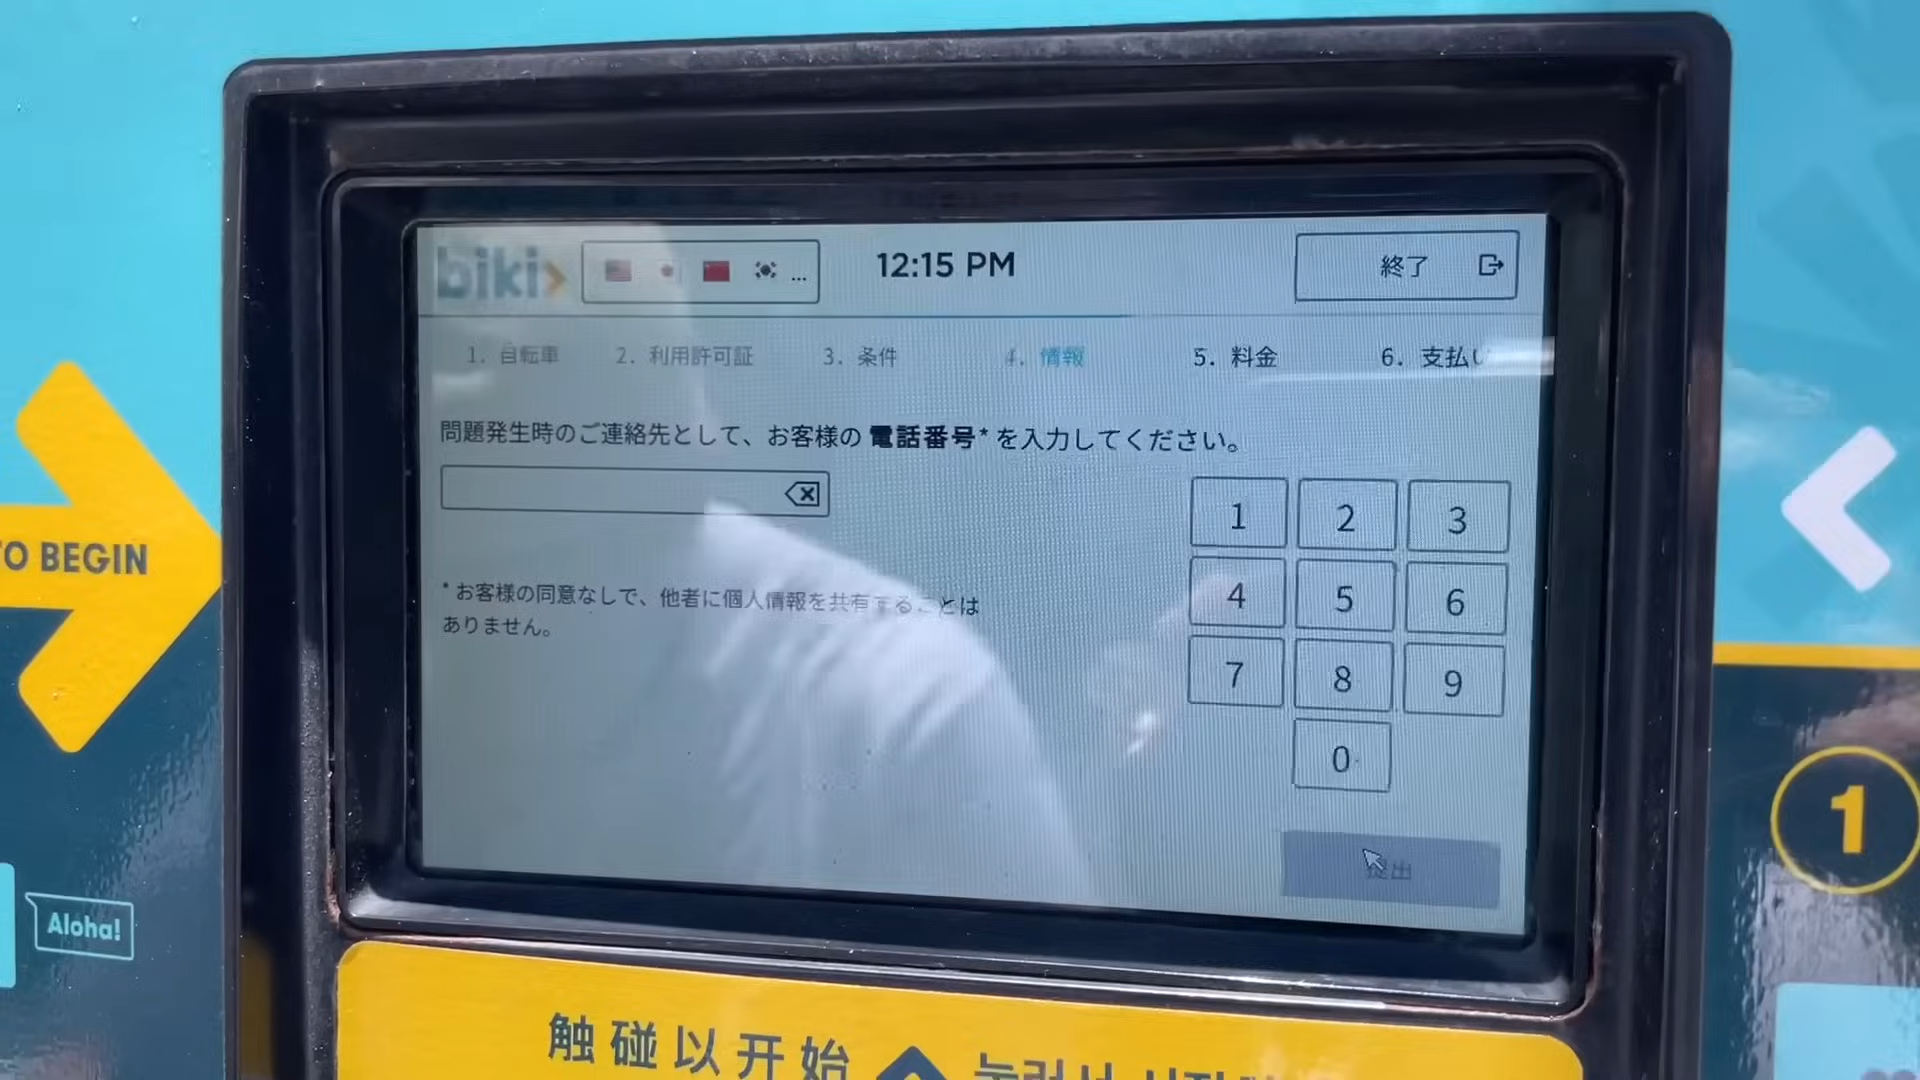 biki
...
12:15 PM
終了
1. 自転車
2. 利用許可証
3. 条件
4. 情報
5. 料金
6. 支払い
問題発生時のご連絡先として、お客様の 電話番号* を入力してください。
1 2 3
4 5 6
7 8 9
0
* お客様の同意なしで、他者に個人情報を共有することは
ありません。
提出
TO BEGIN
Aloha!
1
触碰以开始